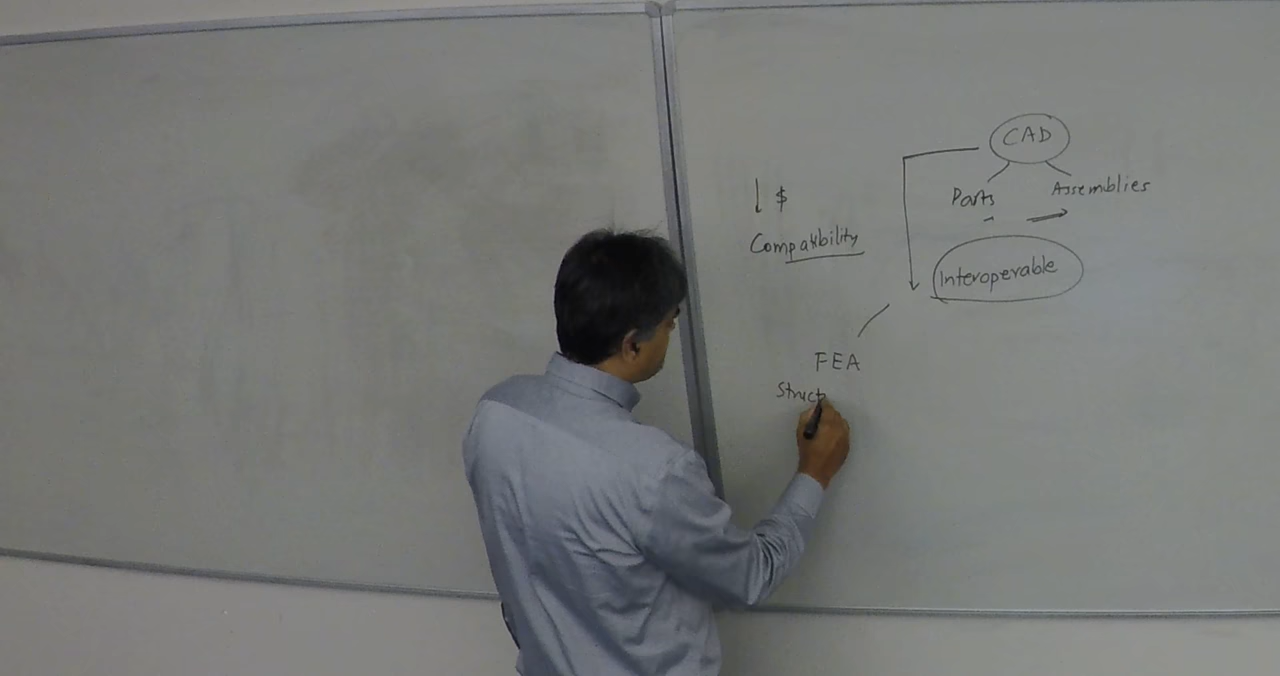 CAD
Parts Assemblies
$
Compatibility
Interoperable
FEA
Struct